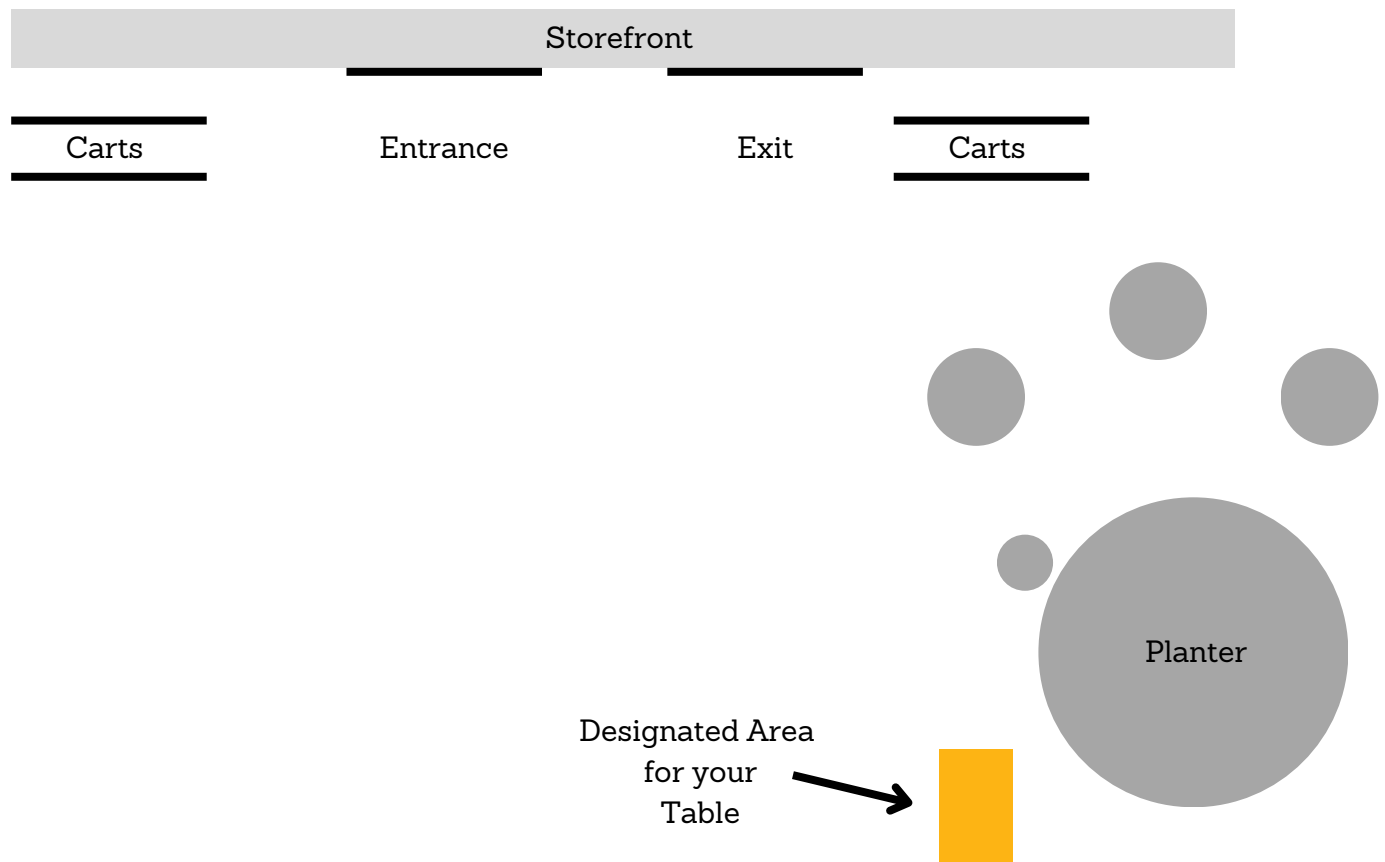 Storefront
Carts
Entrance
Exit
Carts
Planter
Designated Area
for your
Table